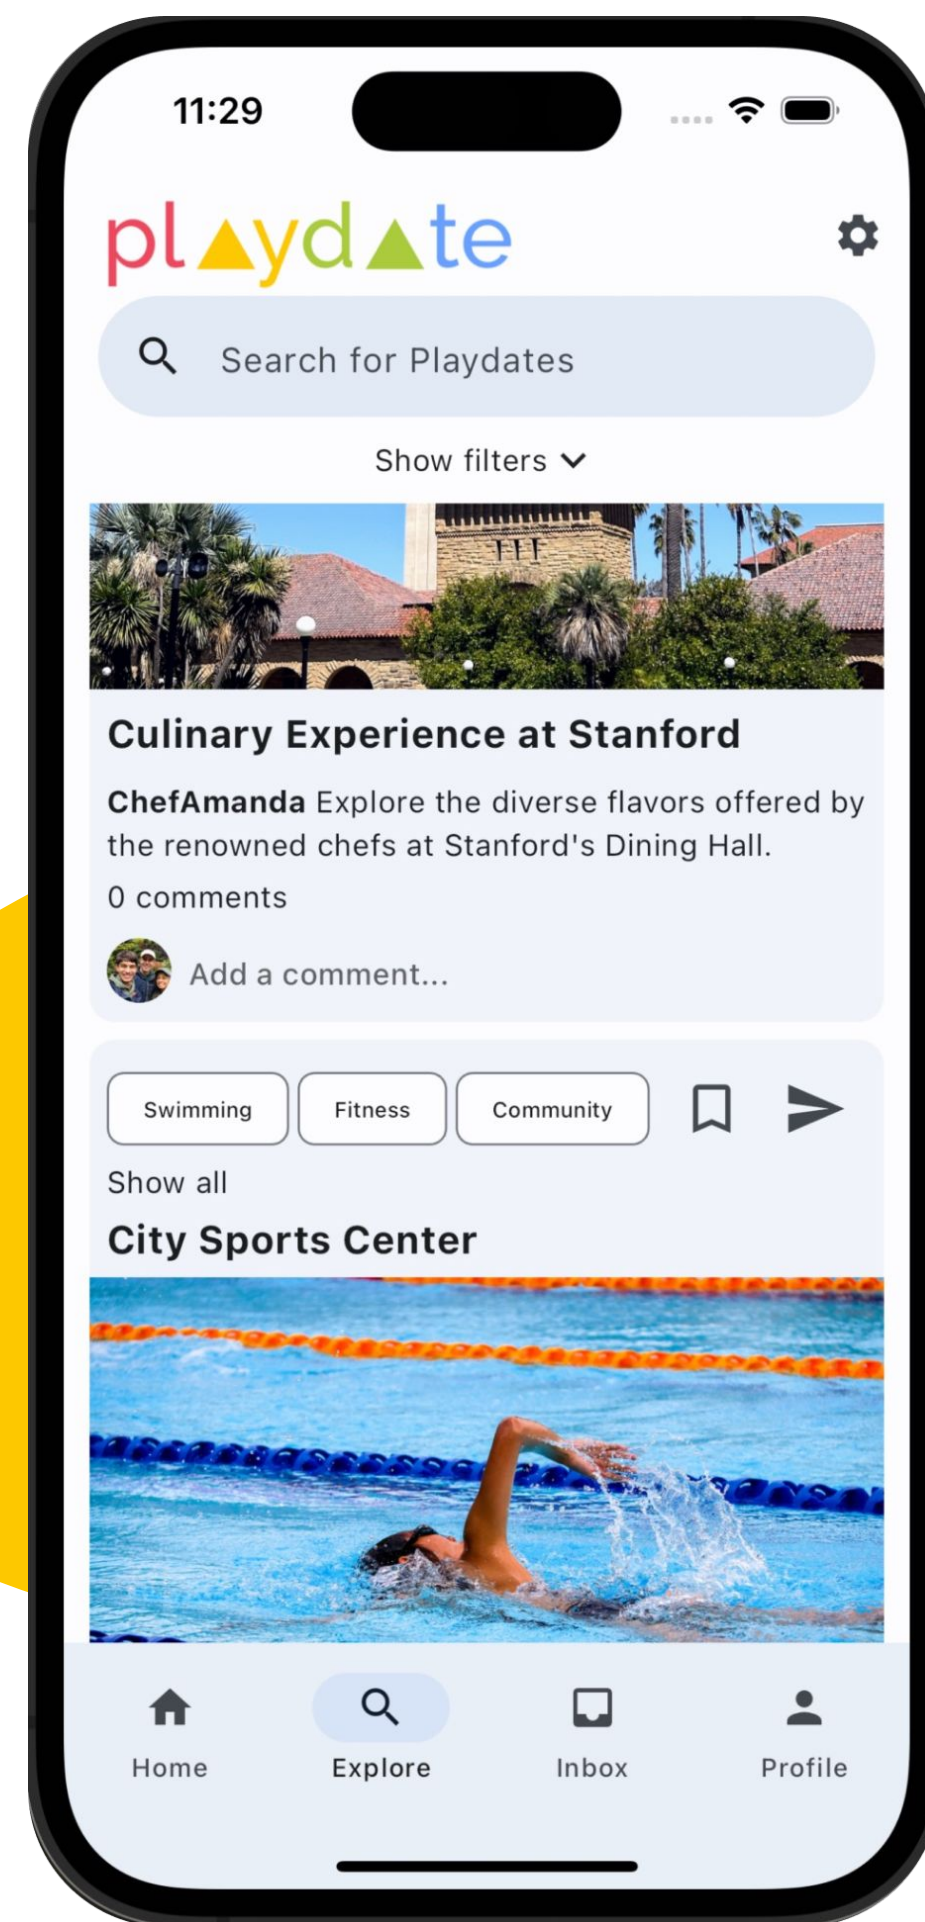 11:29
playdate
Search for Playdates
Show filters
Culinary Experience at Stanford
ChefAmanda Explore the diverse flavors offered by
the renowned chefs at Stanford's Dining Hall.
0 comments
Add a comment...
Swimming Fitness Community
Show all
City Sports Center
Home Explore Inbox Profile